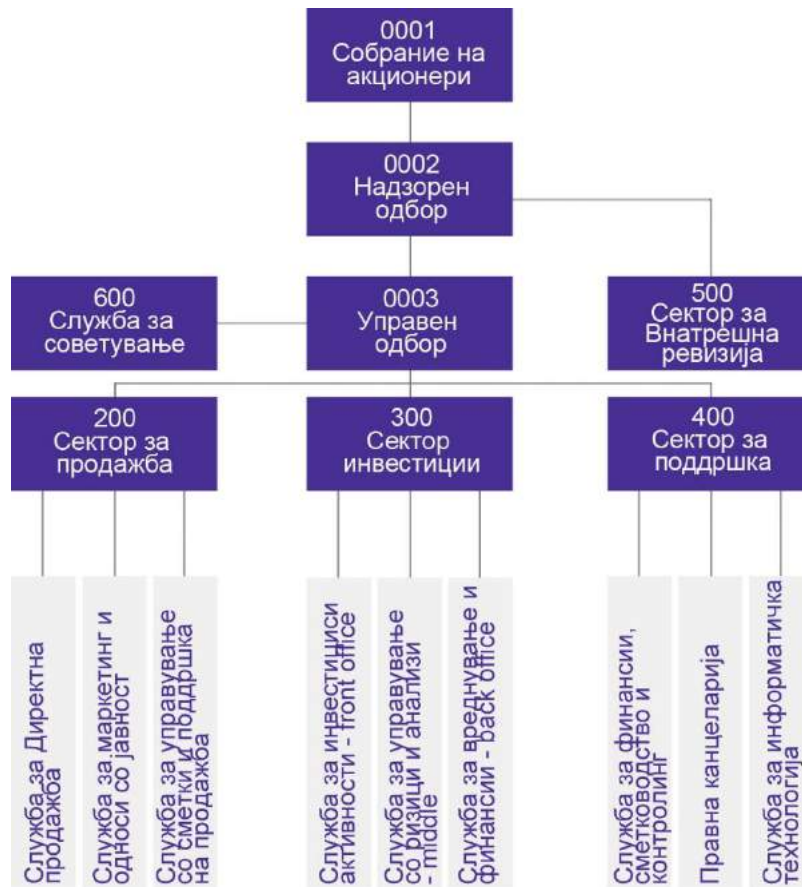 0001
Собрание на
акционери
0002
Надзорен
одбор
600
Служба за
советување
0003
Управен
одбор
500
Сектор за
Внатрешна
ревизија
200
Сектор за
продажба
300
Сектор
инвестиции
400
Сектор за
поддршка
Служба за Директна
продажба
Служба за маркетинг и
односи со јавност
Служба за управување
со сметки и поддршка
на продажба
Служба за инвестициси
активности - front office
Служба за управување
со ризици и анализи
- middle
Служба за вреднување и
финансии - back office
Служба за финансии,
сметководство и
контролинг
Правна канцеларија
Служба за информатичка
технологија